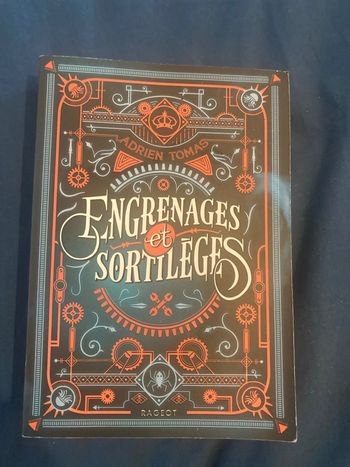 ADRIEN TOMAS
ENGRENAGES
et
SORTILÈGES
RAGEOT